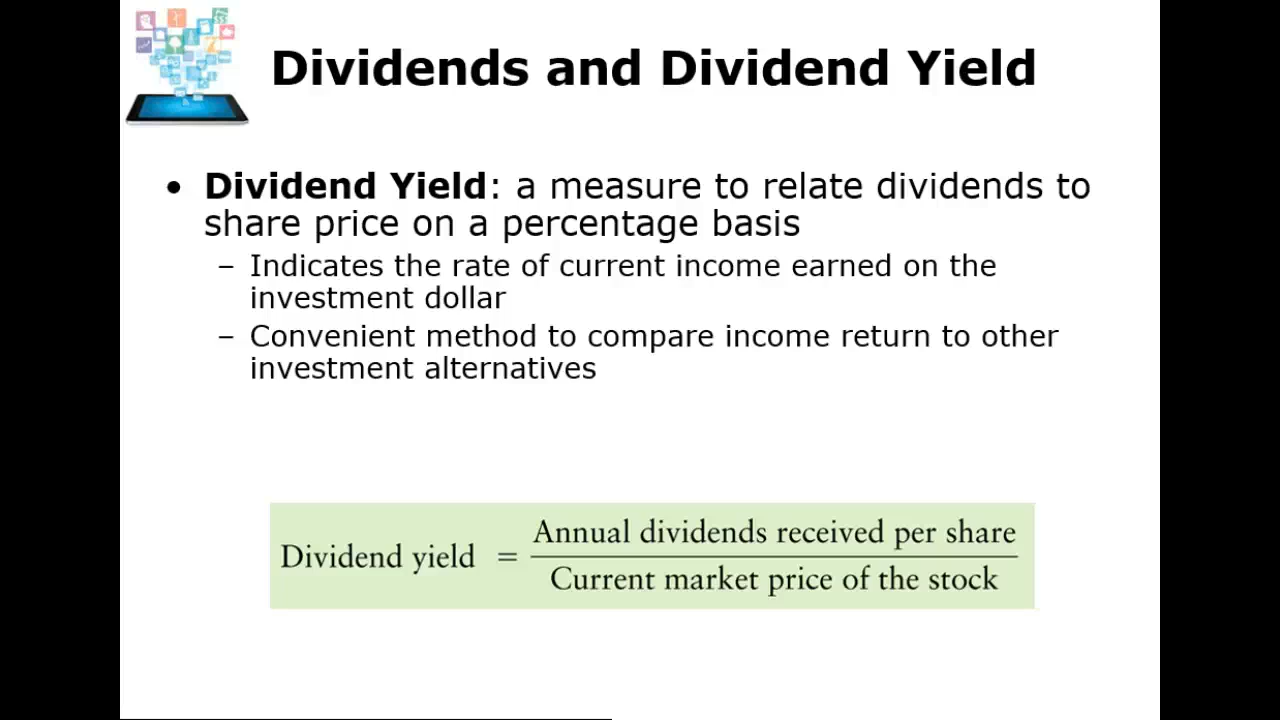 Dividends and Dividend Yield
• Dividend Yield: a measure to relate dividends to
share price on a percentage basis
– Indicates the rate of current income earned on the
investment dollar
– Convenient method to compare income return to other
investment alternatives
Dividend yield = Annual dividends received per share
Current market price of the stock